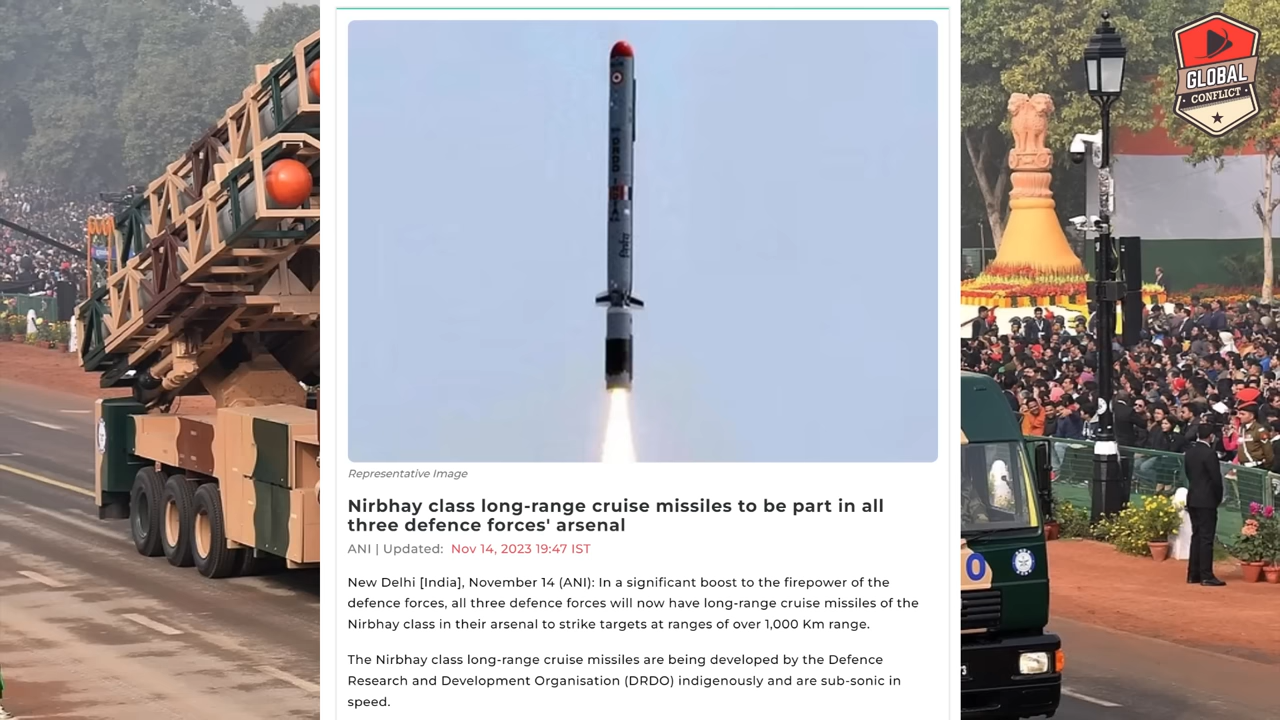 GLOBAL
CONFLICT
DRDO
Representative Image
Nirbhay class long-range cruise missiles to be part in all
three defence forces' arsenal
ANI | Updated: Nov 14, 2023 19:47 IST
New Delhi [India], November 14 (ANI): In a significant boost to the firepower of the
defence forces, all three defence forces will now have long-range cruise missiles of the
Nirbhay class in their arsenal to strike targets at ranges of over 1,000 Km range.
The Nirbhay class long-range cruise missiles are being developed by the Defence
Research and Development Organisation (DRDO) indigenously and are sub-sonic in
speed.
O